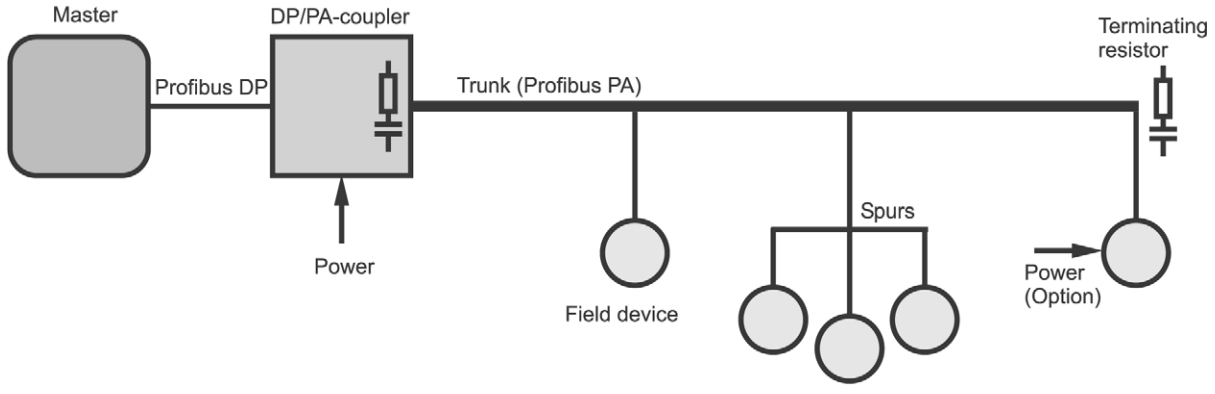 Master
DP/PA-coupler
Terminating
resistor
Profibus DP
Trunk (Profibus PA)
Spurs
Power
Power
(Option)
Field device